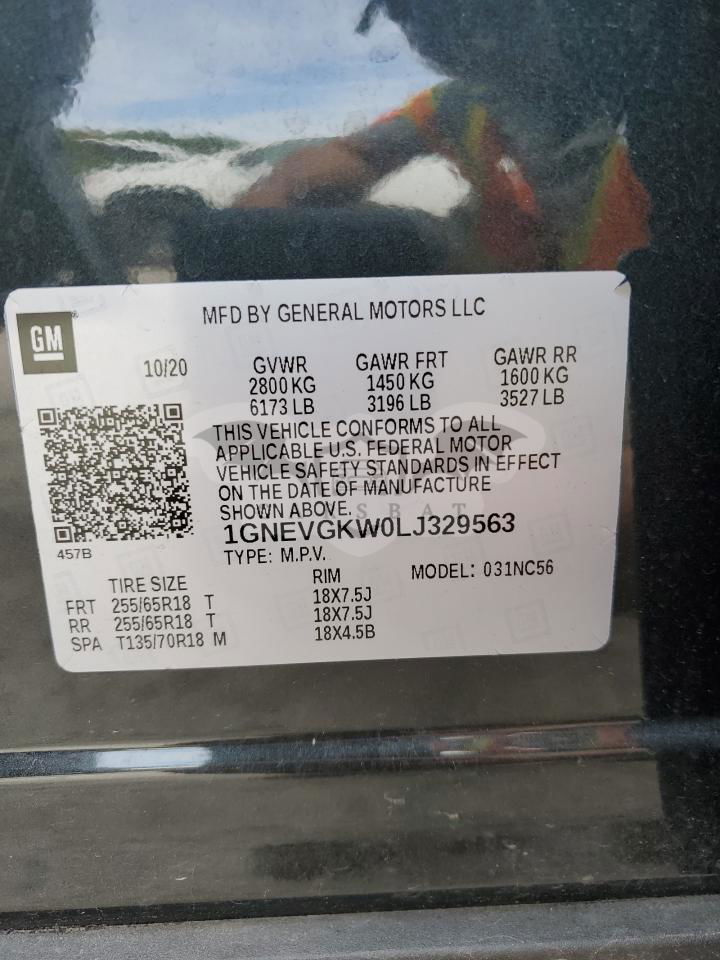 MFD BY GENERAL MOTORS LLC
GM
10/20
GVWR GAWR FRT GAWR RR
2800 KG 1450 KG 1600 KG
6173 LB 3196 LB 3527 LB
THIS VEHICLE CONFORMS TO ALL
APPLICABLE U.S. FEDERAL MOTOR
VEHICLE SAFETY STANDARDS IN EFFECT
ON THE DATE OF MANUFACTURE
SHOWN ABOVE.
1GNEVGKW0LJ329563
457B
TYPE: M.P.V. MODEL: 031NC56
TIRE SIZE RIM
FRT 255/65R18 T 18X7.5J
RR 255/65R18 T 18X7.5J
SPA T135/70R18 M 18X4.5B